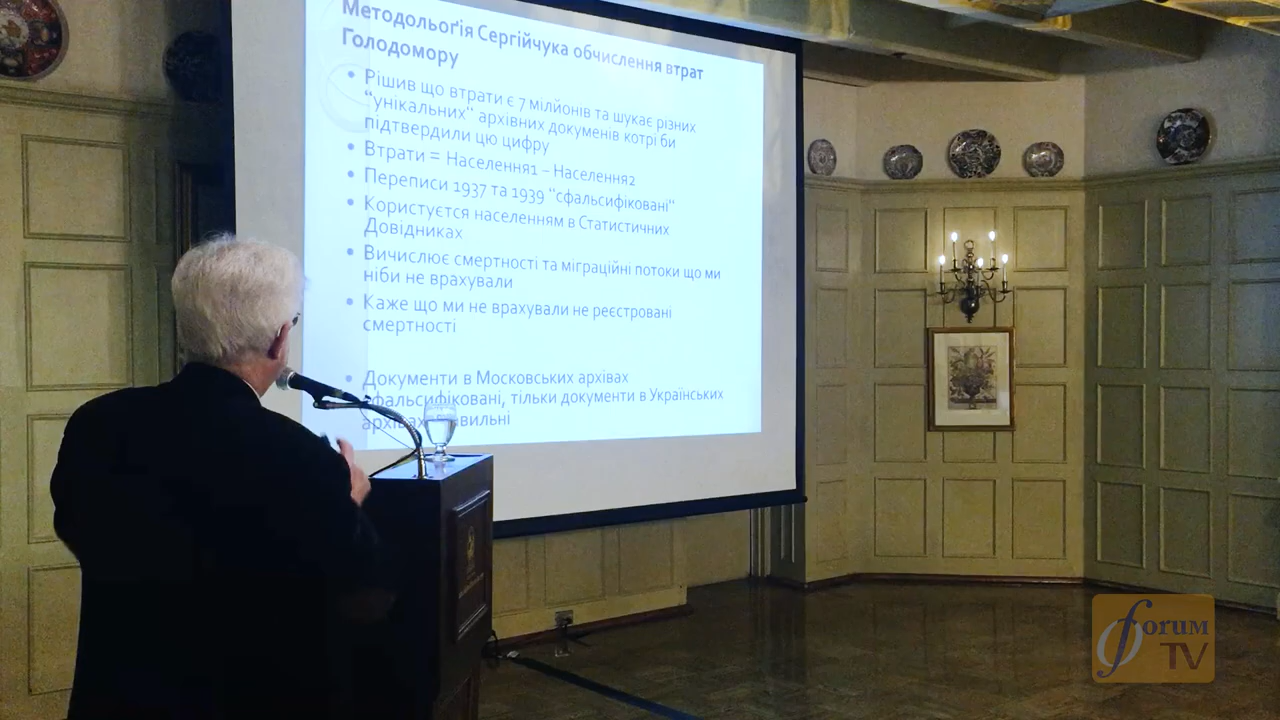 Методольоґія Сергійчука обчислення втрат
Голодомору
• Рішив що втрати є 7 мілйонів та шукає різних
“унікальних” архівних документів котрі би
підтвердили цю цифру
• Втрати = Населення1 – Населення2
• Переписи 1937 та 1939 “сфальсифіковані”
• Користуєтся населенням в Статистичних
Довідниках
• Вичислює смертності та міграційні потоки що ми
ніби не врахували
• Каже що ми не врахували не реєстровані
смертності
• Документи в Московських архівах
сфальсифіковані, тільки документи в Українських
forum
TV